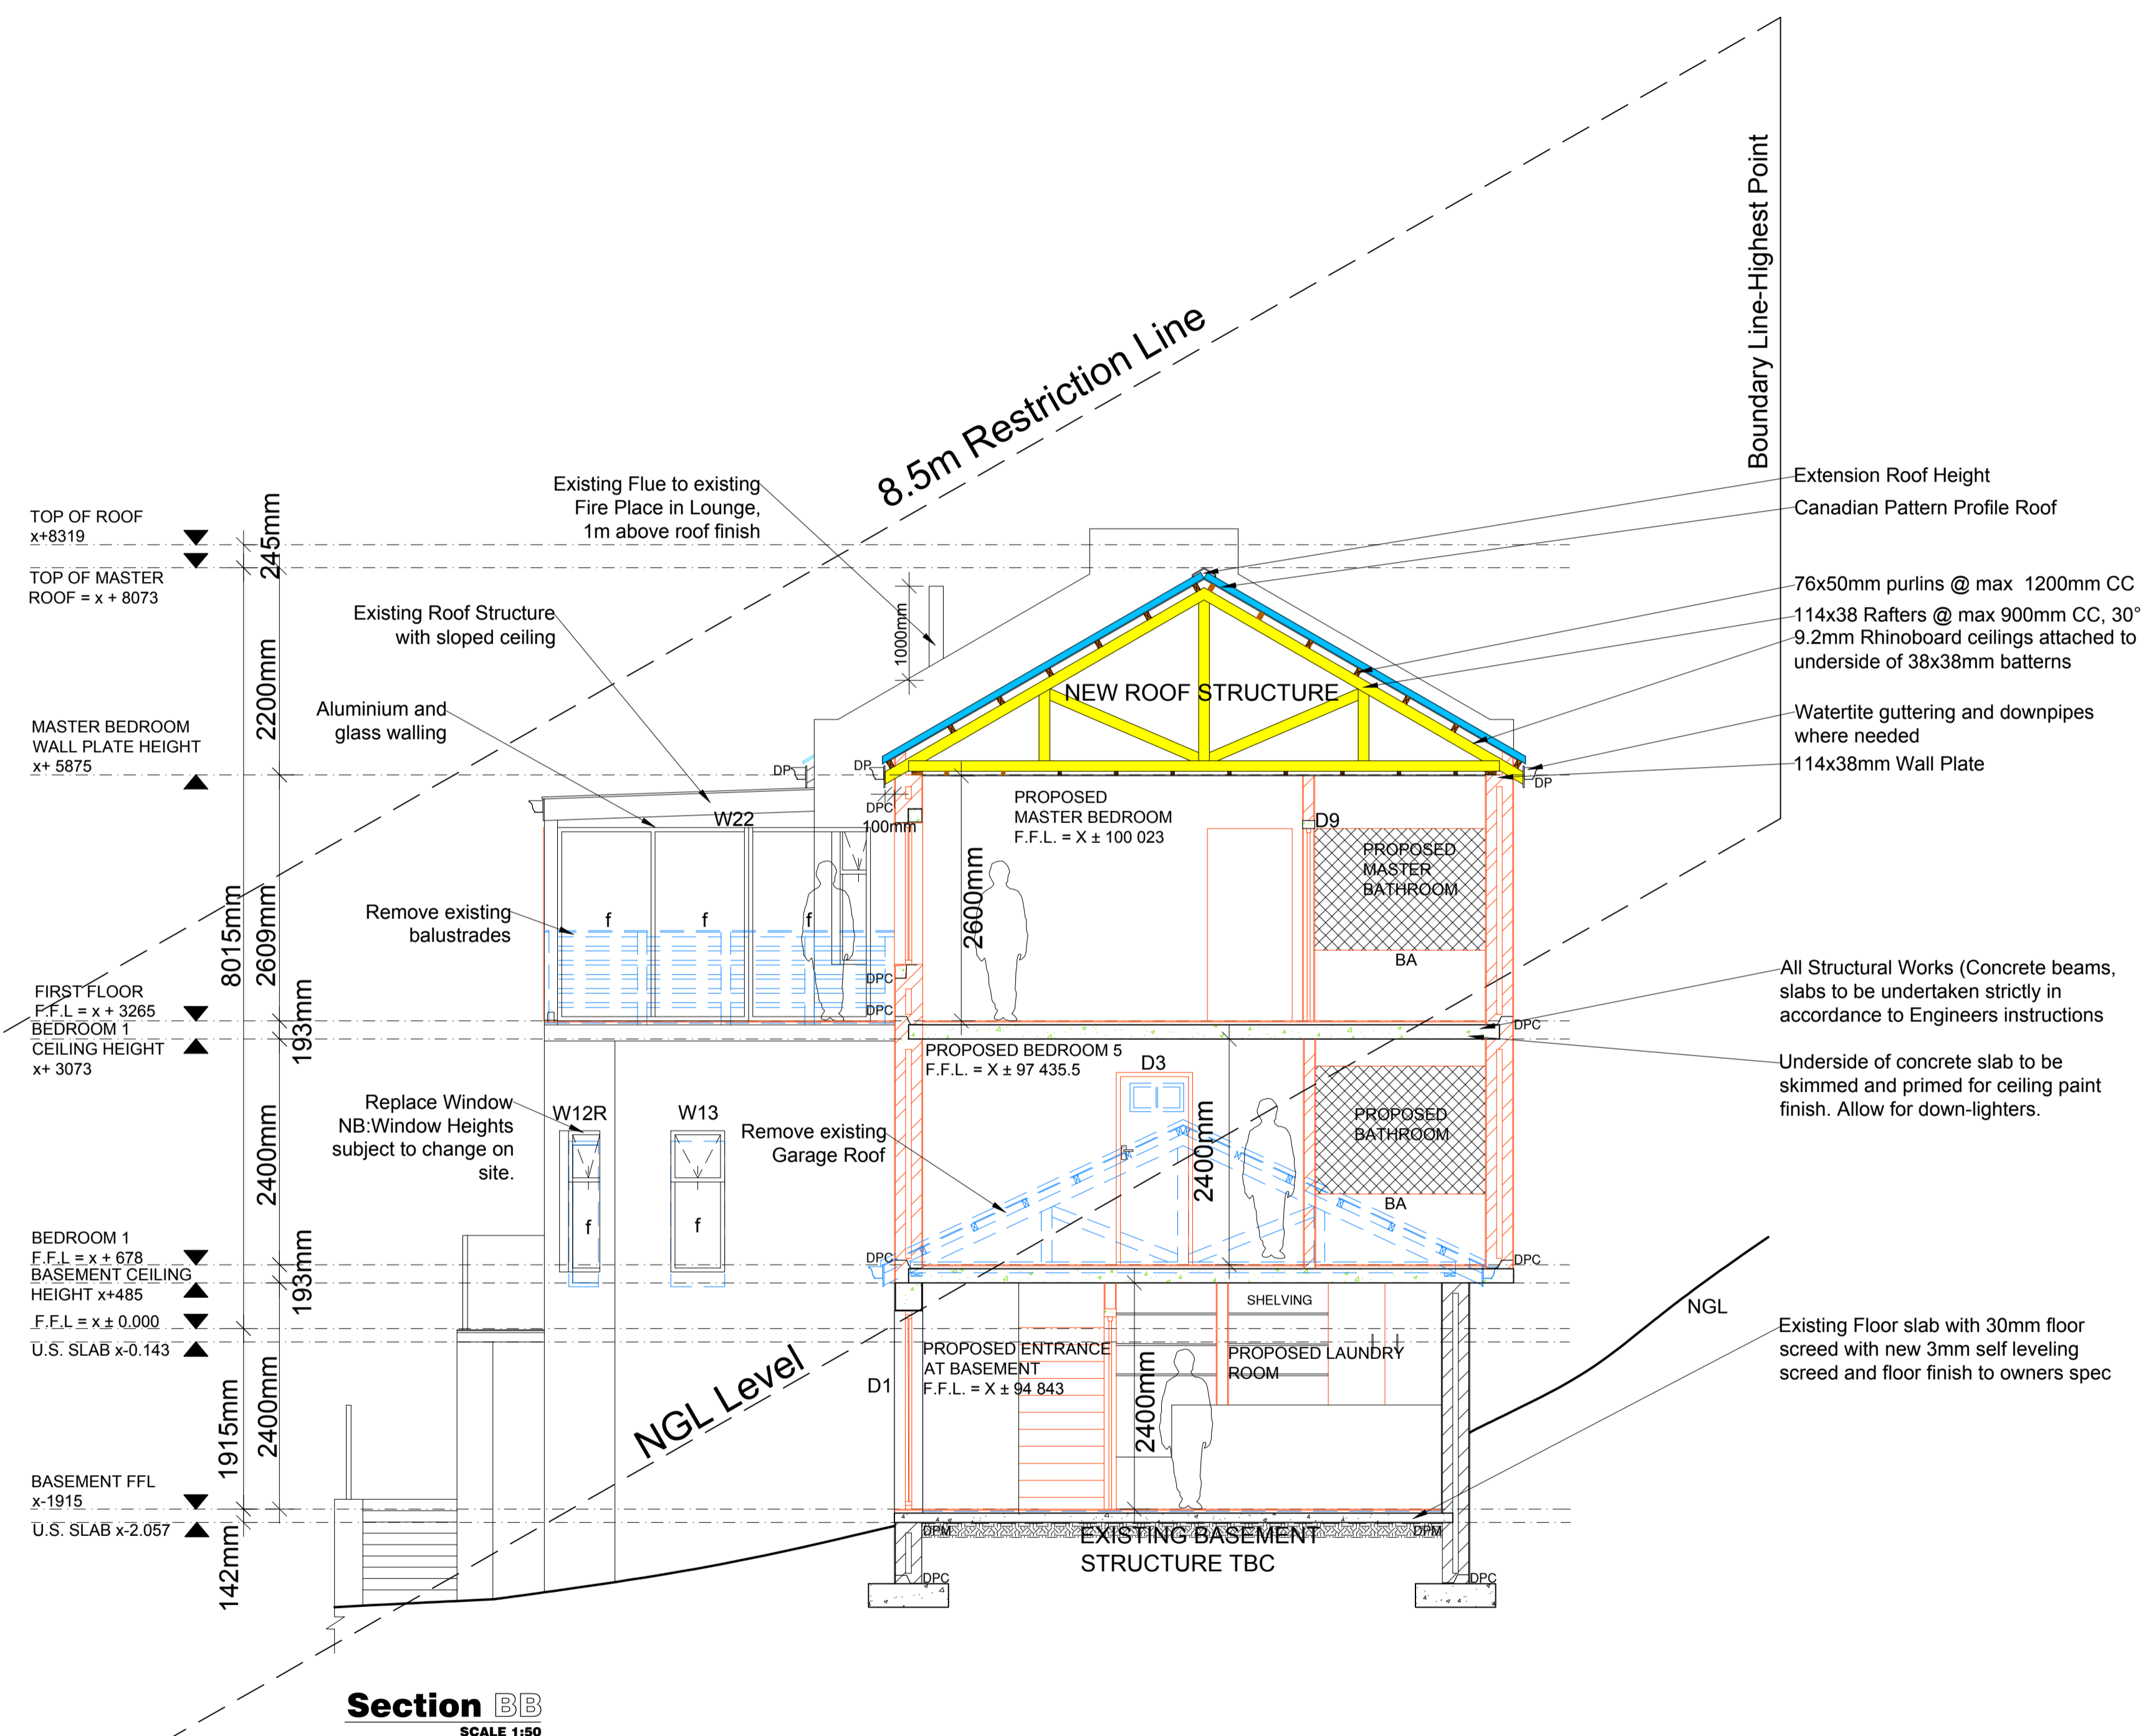 8.5m Restriction Line
Boundary Line-Highest Point
TOP OF ROOF
x+8319
245mm
TOP OF MASTER
ROOF = x + 8073
2200mm
MASTER BEDROOM
WALL PLATE HEIGHT
x+ 5875
8015mm
2609mm
FIRST FLOOR
F.F.L = x + 3265
193mm
BEDROOM 1
CEILING HEIGHT
x+ 3073
2400mm
BEDROOM 1
F.F.L = x + 678
193mm
BASEMENT CEILING
HEIGHT x+485
F.F.L = x ± 0.000
U.S. SLAB x-0.143
1915mm
2400mm
BASEMENT FFL
x-1915
U.S. SLAB x-2.057
142mm
Existing Flue to existing
Fire Place in Lounge,
1m above roof finish
1000mm
Existing Roof Structure
with sloped ceiling
Aluminium and
glass walling
W22
Remove existing
balustrades
f
f
f
Replace Window
NB:Window Heights
subject to change on
site.
W12R
W13
f
f
Remove existing
Garage Roof
NEW ROOF STRUCTURE
DP
DP
DP
DPC
100mm
PROPOSED
MASTER BEDROOM
F.F.L. = X ± 100 023
2600mm
D9
PROPOSED
MASTER
BATHROOM
BA
DPC
DPC
DPC
PROPOSED BEDROOM 5
F.F.L. = X ± 97 435.5
D3
2400mm
PROPOSED
BATHROOM
BA
DPC
DPC
SHELVING
PROPOSED ENTRANCE
AT BASEMENT
F.F.L. = X ± 94 843
D1
2400mm
PROPOSED LAUNDRY
ROOM
NGL Level
NGL
DPM
DPM
EXISTING BASEMENT
STRUCTURE TBC
DPC
DPC
Extension Roof Height
Canadian Pattern Profile Roof
76x50mm purlins @ max 1200mm CC
114x38 Rafters @ max 900mm CC, 30°
9.2mm Rhinoboard ceilings attached to
underside of 38x38mm batterns
Watertite guttering and downpipes
where needed
114x38mm Wall Plate
All Structural Works (Concrete beams,
slabs to be undertaken strictly in
accordance to Engineers instructions
Underside of concrete slab to be
skimmed and primed for ceiling paint
finish. Allow for down-lighters.
Existing Floor slab with 30mm floor
screed with new 3mm self leveling
screed and floor finish to owners spec
Section BB
SCALE 1:50